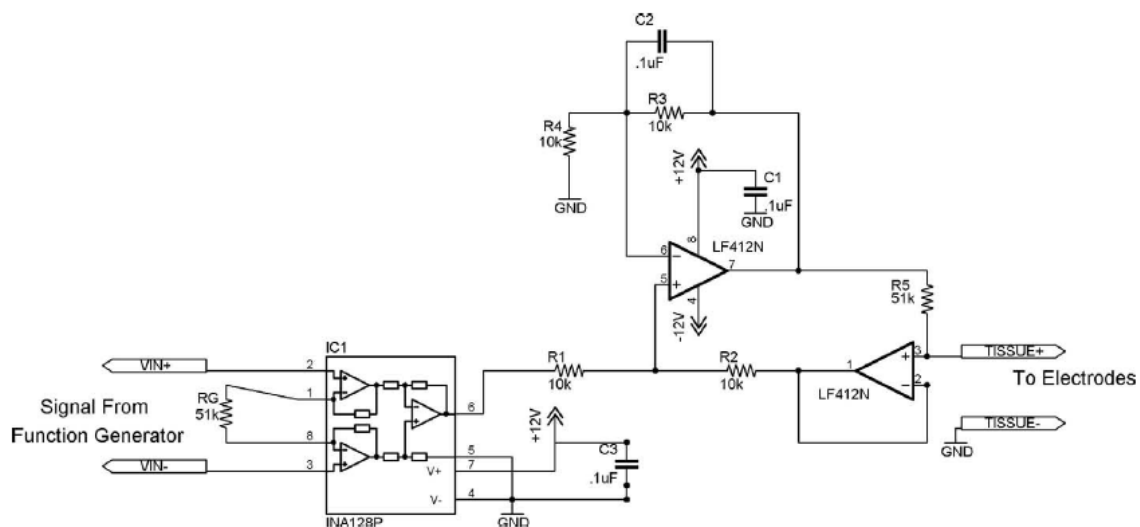 C2
.1uF
R3
10k
R4
10k
GND
+12V
C1
.1uF
GND
8
LF412N
6
7
5
4
-12V
R5
51k
IC1
VIN+
2
1
RG
51k
8
VIN-
3
Signal From
Function Generator
R1
10k
R2
10k
6
+12V
5
7
V+
4
V-
C3
.1uF
GND
INA128P
1
3
2
LF412N
TISSUE+
To Electrodes
TISSUE-
GND